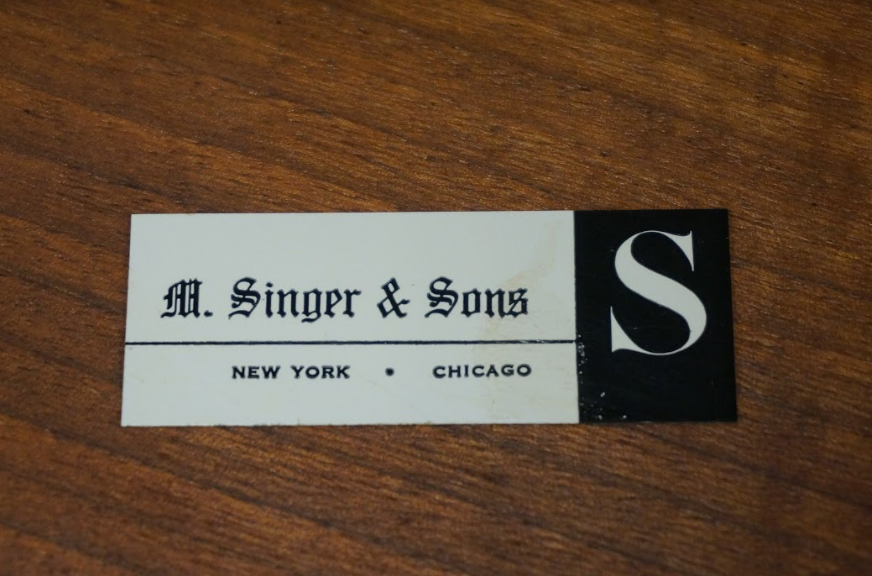 M. Singer & Sons
NEW YORK • CHICAGO
S